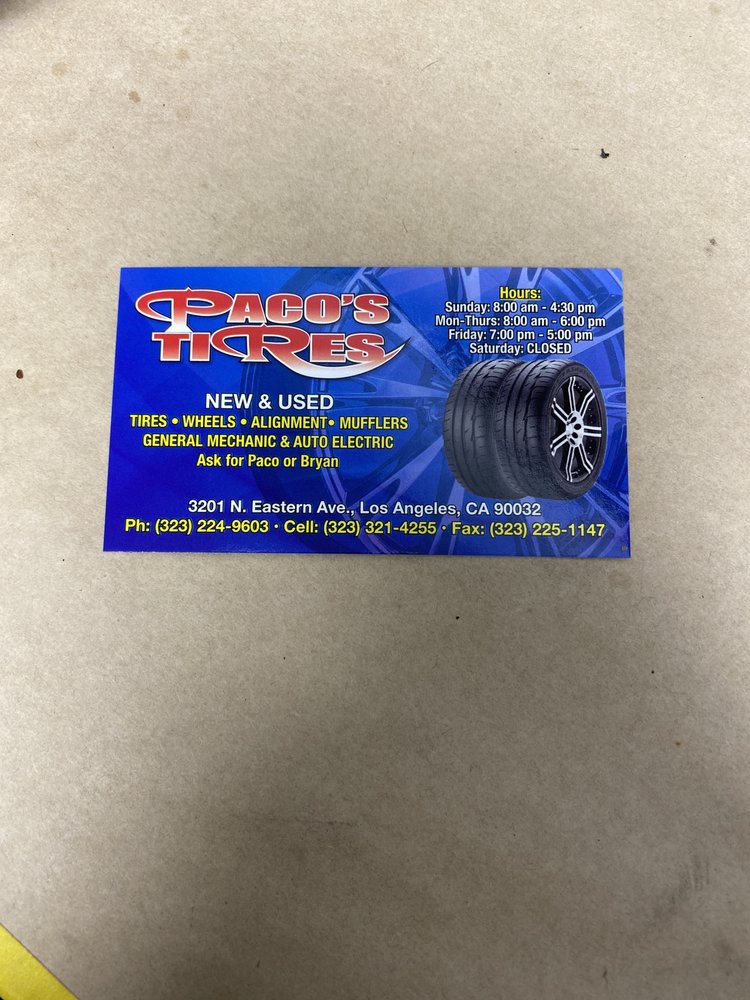 PACO'S
TIRES
NEW & USED
TIRES • WHEELS • ALIGNMENT• MUFFLERS
GENERAL MECHANIC & AUTO ELECTRIC
Ask for Paco or Bryan
Hours:
Sunday: 8:00 am - 4:30 pm
Mon-Thurs: 8:00 am - 6:00 pm
Friday: 7:00 pm - 5:00 pm
Saturday: CLOSED
3201 N. Eastern Ave., Los Angeles, CA 90032
Ph: (323) 224-9603 • Cell: (323) 321-4255 • Fax: (323) 225-1147